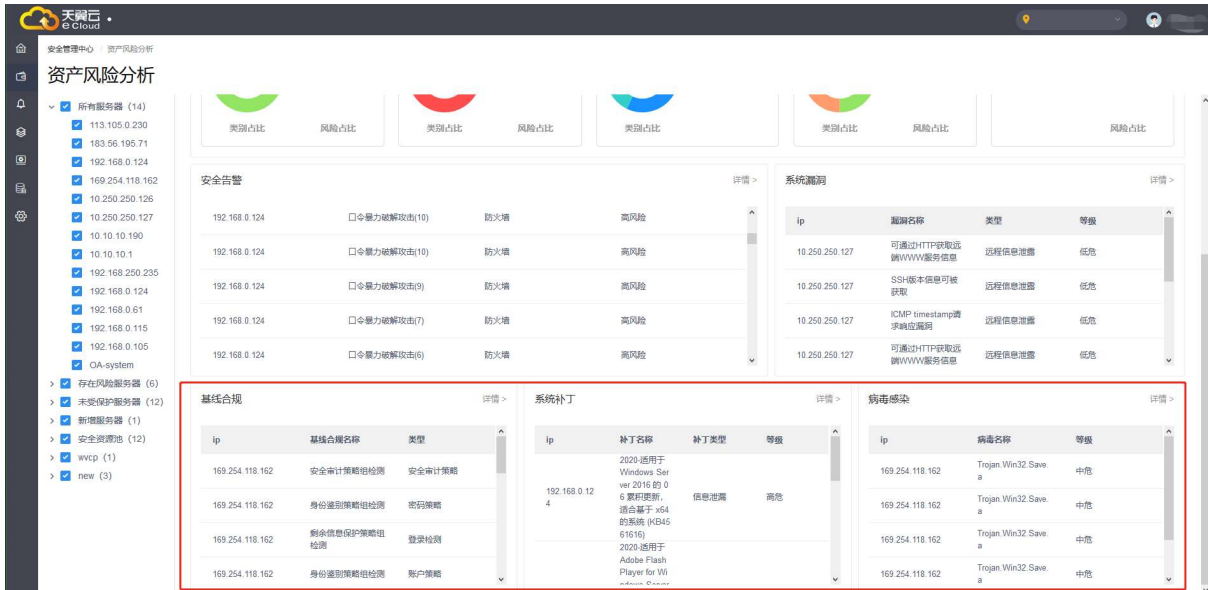 天翼云
e Cloud
安全管理中心 / 资产风险分析
资产风险分析
所有服务器 (14)
113.105.0.230
183.56.195.71
192.168.0.124
169.254.118.162
10.250.250.126
10.250.250.127
10.10.10.190
10.10.10.1
192.168.250.235
192.168.0.124
192.168.0.61
192.168.0.115
192.168.0.105
OA-system
存在风险服务器 (6)
未受保护服务器 (12)
新增服务器 (1)
安全资源池 (12)
wvcp (1)
new (3)
类别占比 风险占比 类别占比 风险占比 类别占比 类别占比 风险占比 风险占比
安全告警 详情 >
192.168.0.124 口令暴力破解攻击(10) 防火墙 高风险
192.168.0.124 口令暴力破解攻击(10) 防火墙 高风险
192.168.0.124 口令暴力破解攻击(9) 防火墙 高风险
192.168.0.124 口令暴力破解攻击(7) 防火墙 高风险
192.168.0.124 口令暴力破解攻击(6) 防火墙 高风险
系统漏洞 详情 >
ip 漏洞名称 类型 等级
10.250.250.127 可通过HTTP获取远 远程信息泄露 低危
端WWW服务信息
10.250.250.127 SSH版本信息可被 远程信息泄露 低危
获取
10.250.250.127 ICMP timestamp请 远程信息泄露 低危
求响应漏洞
10.250.250.127 可通过HTTP获取远 远程信息泄露 低危
端WWW服务信息
基线合规 详情 >
ip 基线合规名称 类型
169.254.118.162 安全审计策略组检测 安全审计策略
169.254.118.162 身份鉴别策略组检测 密码策略
169.254.118.162 剩余信息保护策略组 登录检测
检测
169.254.118.162 身份鉴别策略组检测 账户策略
系统补丁 详情 >
ip 补丁名称 补丁类型 等级
2020-适用于
Windows Ser
ver 2016 的 0
192.168.0.12 6 累积更新, 信息泄漏 高危
4 适合基于 x64
的系统 (KB45
61616)
2020-适用于
Adobe Flash
Player for Wi
ndows Server
病毒感染 详情 >
ip 病毒名称 等级
169.254.118.162 Trojan.Win32.Save. 中危
a
169.254.118.162 Trojan.Win32.Save. 中危
a
169.254.118.162 Trojan.Win32.Save. 中危
a
169.254.118.162 Trojan.Win32.Save. 中危
a